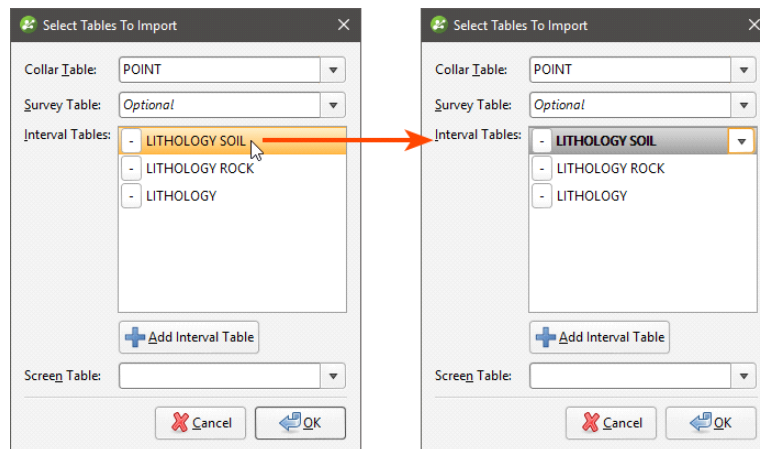 Select Tables To Import
Collar Table: POINT
Survey Table: Optional
Interval Tables: - LITHOLOGY SOIL
- LITHOLOGY ROCK
- LITHOLOGY
Add Interval Table
Screen Table:
Cancel OK
Select Tables To Import
Collar Table: POINT
Survey Table: Optional
Interval Tables: - LITHOLOGY SOIL
- LITHOLOGY ROCK
- LITHOLOGY
Add Interval Table
Screen Table:
Cancel OK